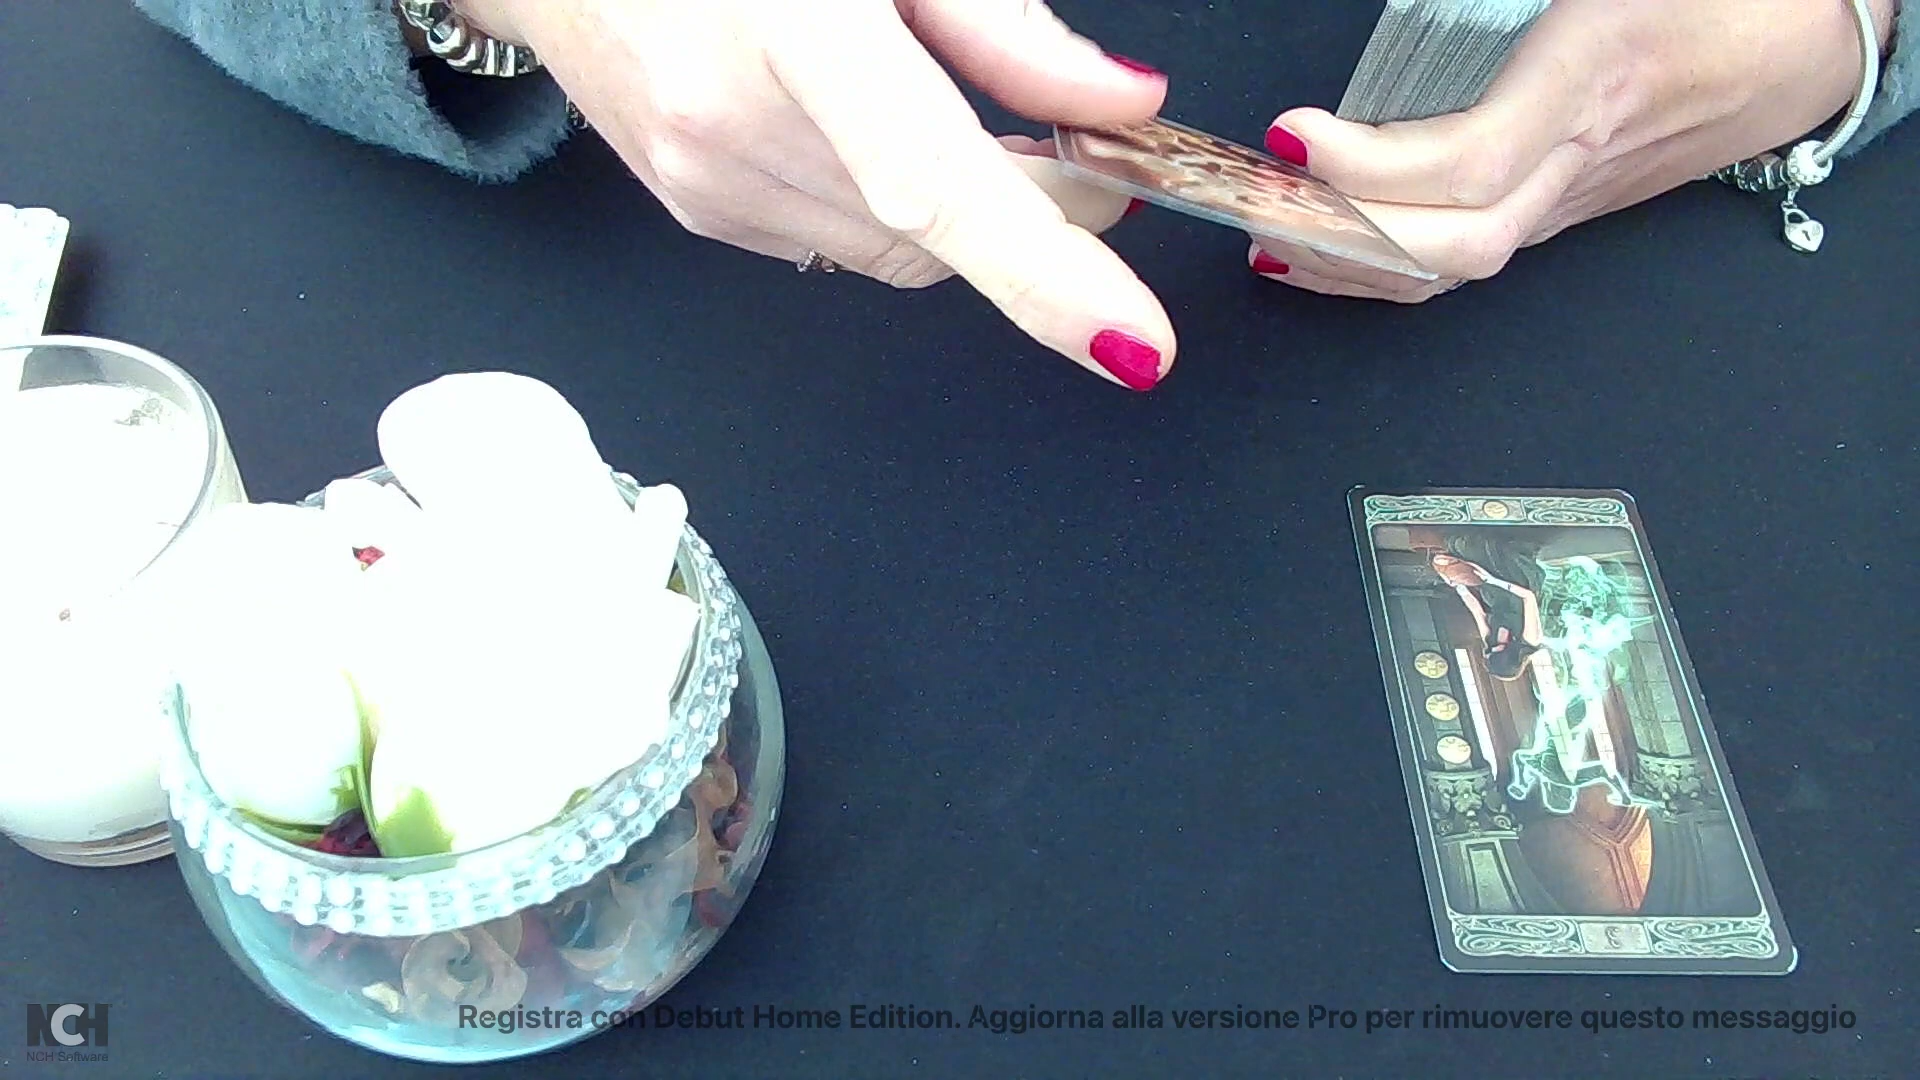 NCH
NCH Software
Registra con Debut Home Edition. Aggiorna alla versione Pro per rimuovere questo messaggio